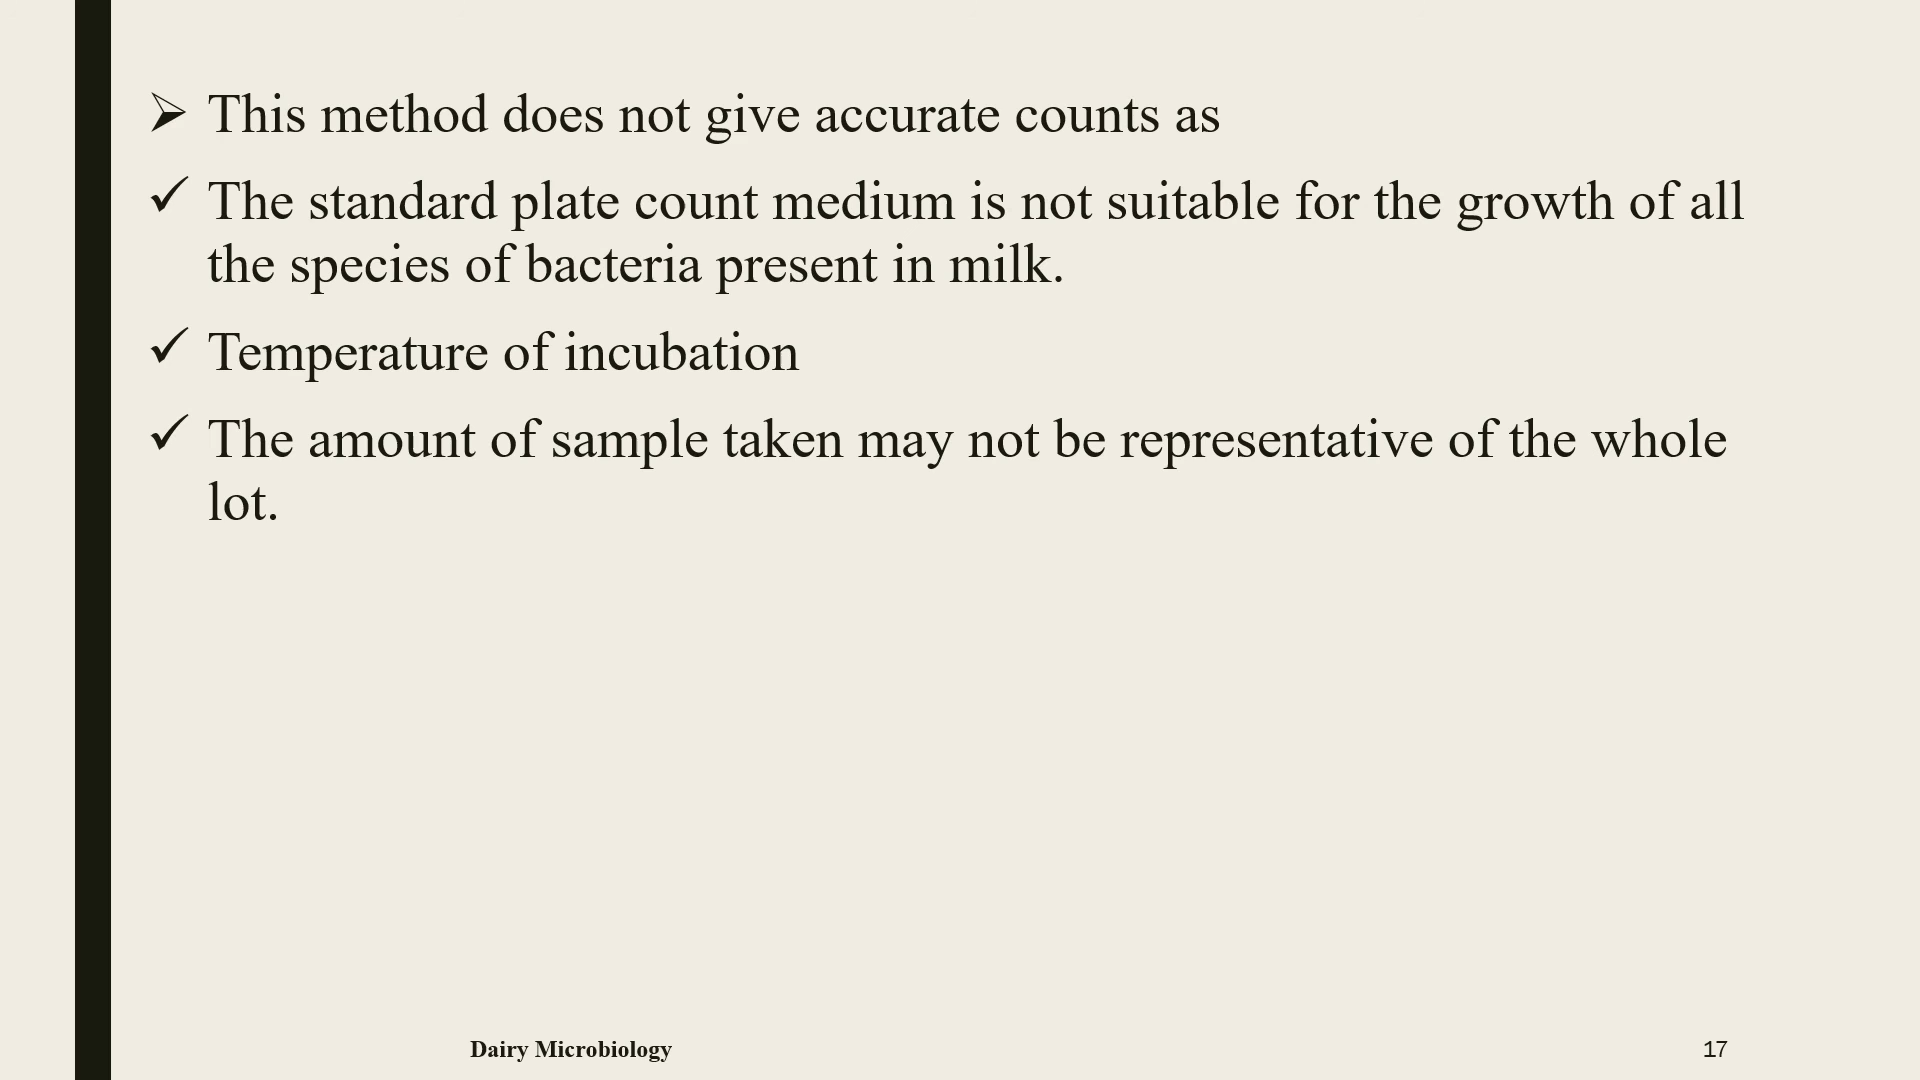 ➢ This method does not give accurate counts as
✓ The standard plate count medium is not suitable for the growth of all
the species of bacteria present in milk.
✓ Temperature of incubation
✓ The amount of sample taken may not be representative of the whole
lot.
Dairy Microbiology
17